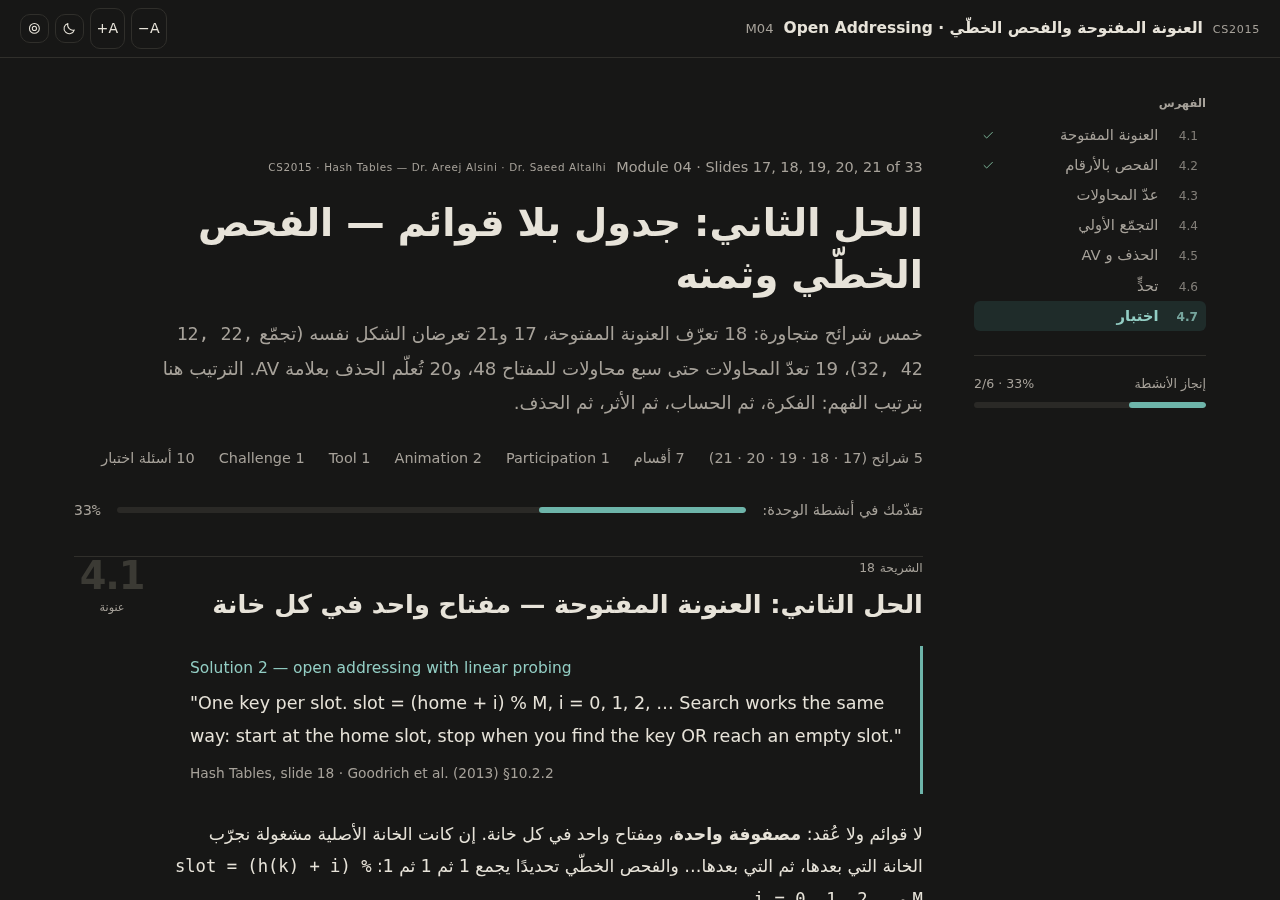 CS2015 العنونة المفتوحة والفحص الخطّي · Open Addressing M04
A− A+
الفهرس
4.1 العنونة المفتوحة
4.2 الفحص بالأرقام
4.3 عدّ المحاولات
4.4 التجمّع الأولي
4.5 الحذف و AV
4.6 تحدٍّ
4.7 اختبار
إنجاز الأنشطة 2/6 · 33%
Module 04 · Slides 17, 18, 19, 20, 21 of 33 CS2015 · Hash Tables — Dr. Areej Alsini · Dr. Saeed Altalhi
الحل الثاني: جدول بلا قوائم — الفحص
الخطّي وثمنه
خمس شرائح متجاورة: 18 تعرّف العنونة المفتوحة، 17 و21 تعرضان الشكل نفسه (تجمّع 12, 22,
32, 42)، 19 تعدّ المحاولات حتى سبع محاولات للمفتاح 48، و20 تُعلّم الحذف بعلامة AV. الترتيب هنا
بترتيب الفهم: الفكرة، ثم الحساب، ثم الأثر، ثم الحذف.
5 شرائح (17 · 18 · 19 · 20 · 21) 7 أقسام 1 Participation 2 Animation 1 Tool 1 Challenge 10 أسئلة اختبار
تقدّمك في أنشطة الوحدة: 33%
الشريحة 18
4.1
عنونة
الحل الثاني: العنونة المفتوحة — مفتاح واحد في كل خانة
Solution 2 — open addressing with linear probing
"One key per slot. slot = (home + i) % M, i = 0, 1, 2, … Search works the same
way: start at the home slot, stop when you find the key OR reach an empty slot."
Hash Tables, slide 18 · Goodrich et al. (2013) §10.2.2
لا قوائم ولا عُقد: مصفوفة واحدة، ومفتاح واحد في كل خانة. إن كانت الخانة الأصلية مشغولة نجرّب
الخانة التي بعدها، ثم التي بعدها… والفحص الخطّي تحديدًا يجمع 1 ثم 1 ثم 1: slot = (h(k) + i) %
M